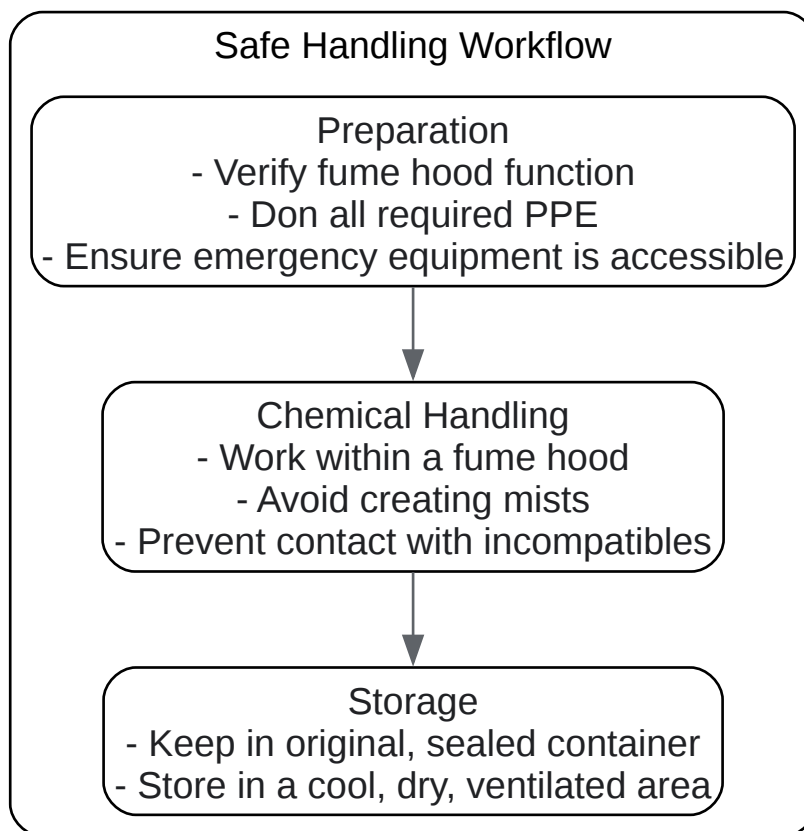 Safe Handling Workflow
Preparation
- Verify fume hood function
- Don all required PPE
- Ensure emergency equipment is accessible
Chemical Handling
- Work within a fume hood
- Avoid creating mists
- Prevent contact with incompatibles
Storage
- Keep in original, sealed container
- Store in a cool, dry, ventilated area